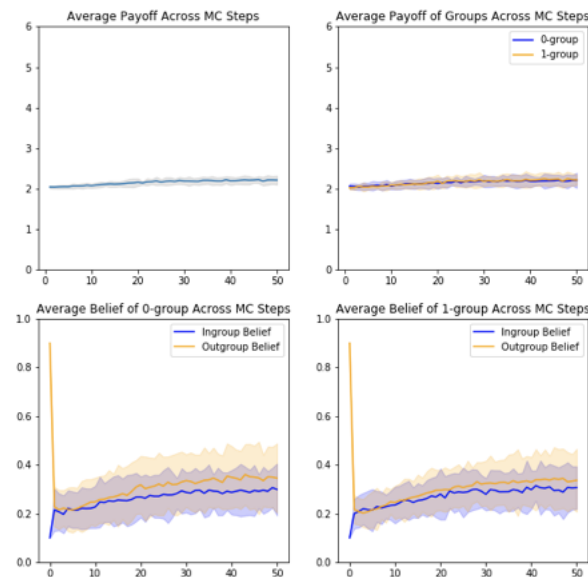 Average Payoff Across MC Steps
6
5
4
3
2
1
0
0 10 20 30 40 50
Average Payoff of Groups Across MC Steps
0-group
1-group
6
5
4
3
2
1
0
0 10 20 30 40 50
Average Belief of 0-group Across MC Steps
Ingroup Belief
Outgroup Belief
1.0
0.8
0.6
0.4
0.2
0.0
0 10 20 30 40 50
Average Belief of 1-group Across MC Steps
Ingroup Belief
Outgroup Belief
1.0
0.8
0.6
0.4
0.2
0.0
0 10 20 30 40 50